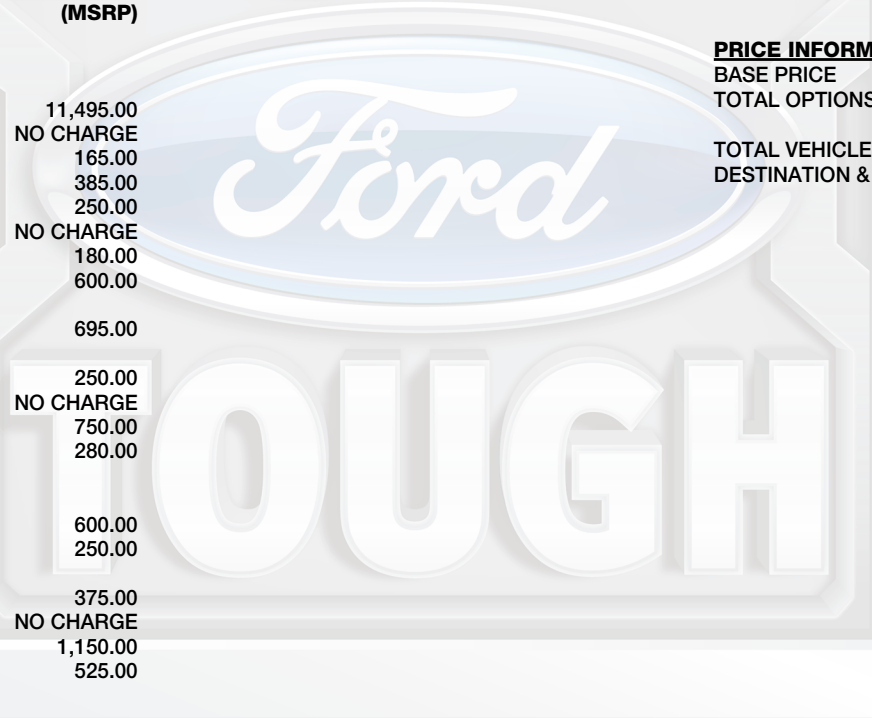 (MSRP)
11,495.00
NO CHARGE
165.00
385.00
250.00
NO CHARGE
180.00
600.00
695.00
250.00
NO CHARGE
750.00
280.00
600.00
250.00
375.00
NO CHARGE
1,150.00
525.00
PRICE INFORM
BASE PRICE
TOTAL OPTIONS
TOTAL VEHICLE
DESTINATION &
Ford
TOUGH